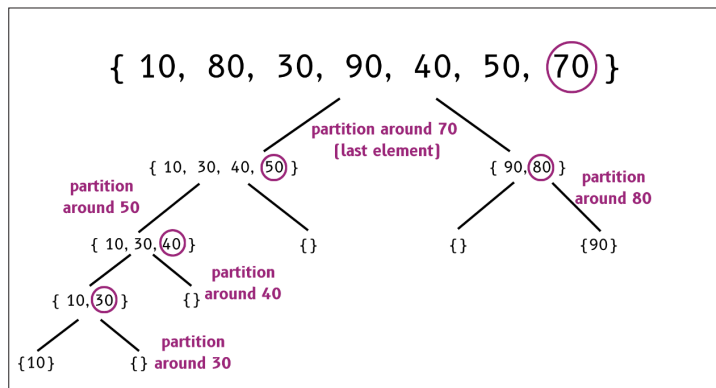 { 10, 80, 30, 90, 40, 50, 70 }
partition around 70
(last element)
{ 10, 30, 40, 50 }
{ 90, 80 }
partition
around 50
partition
around 80
{ 10, 30, 40 }
{}
{}
{90}
partition
around 40
{ 10, 30 }
{}
partition
around 30
{10}
{}